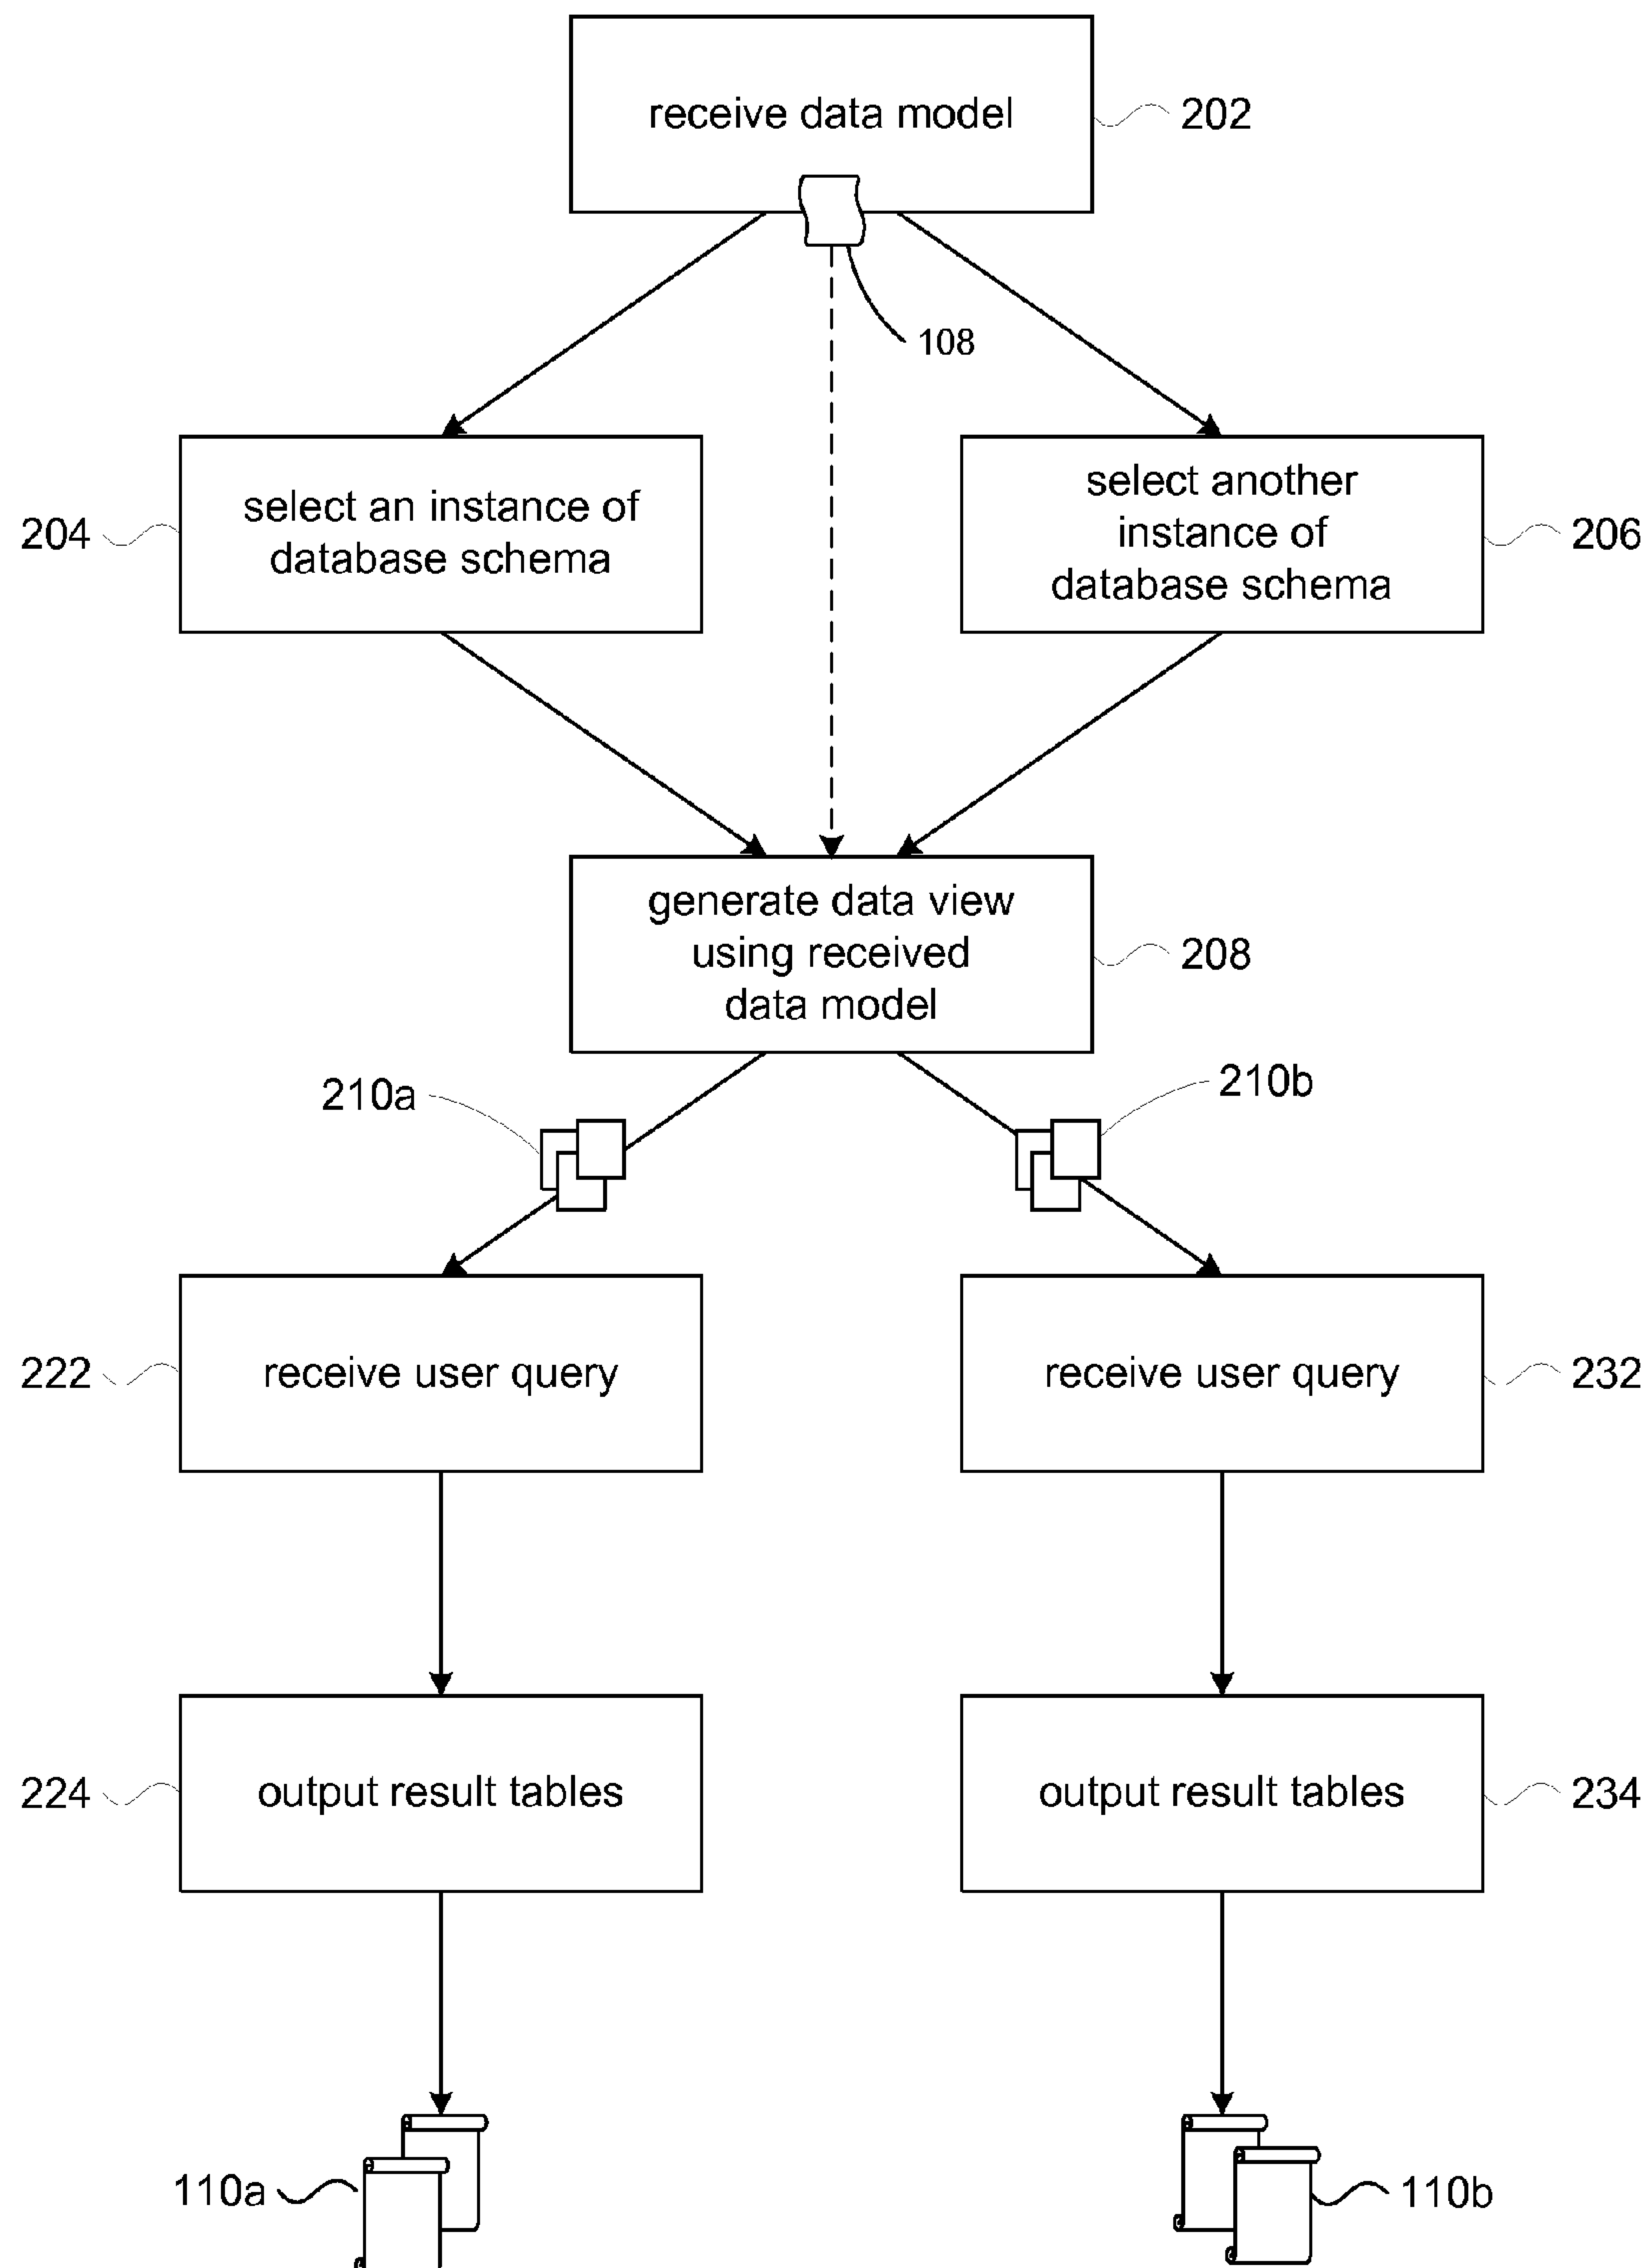 receive data model
202
108
select an instance of
database schema
204
select another
instance of
database schema
206
generate data view
using received
data model
208
210a
210b
222
receive user query
receive user query
232
224
output result tables
output result tables
234
110a
110b